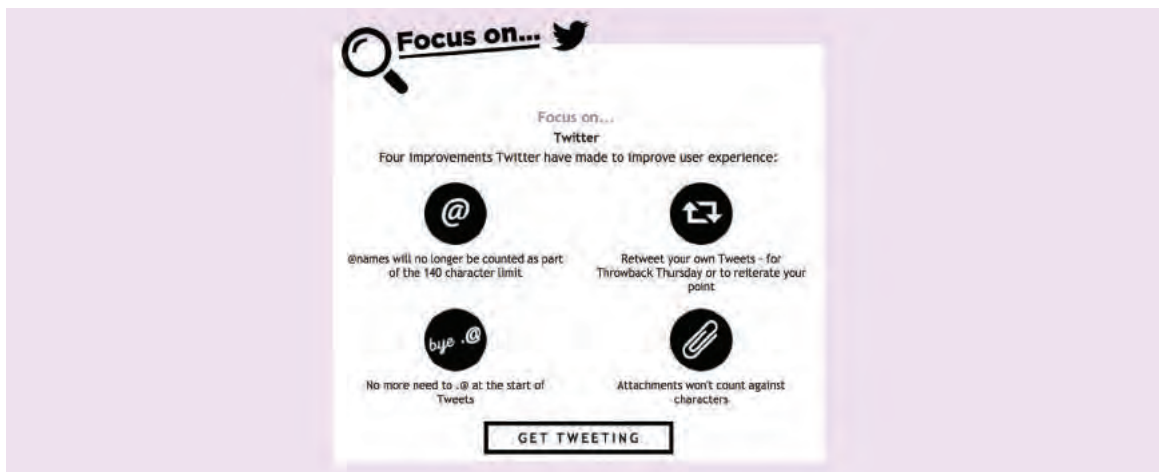 Focus on...
Focus on...
Twitter
Four improvements Twitter have made to improve user experience:
@
@names will no longer be counted as part
of the 140 character limit
Retweet your own Tweets - for
Throwback Thursday or to reiterate your
point
bye .@
No more need to .@ at the start of
Tweets
Attachments won't count against
characters
GET TWEETING